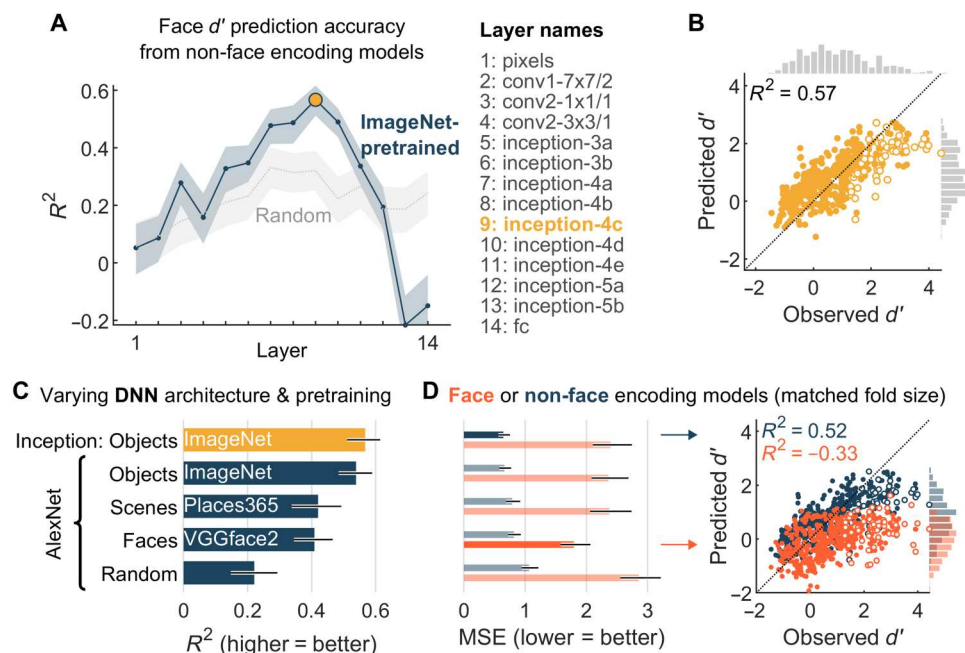 A
Face d′ prediction accuracy
from non-face encoding models
0.6
0.4
0.2
0
−0.2
R²
ImageNet-
pretrained
Random
1
Layer
14
Layer names
1: pixels
2: conv1-7x7/2
3: conv2-1x1/1
4: conv2-3x3/1
5: inception-3a
6: inception-3b
7: inception-4a
8: inception-4b
9: inception-4c
10: inception-4d
11: inception-4e
12: inception-5a
13: inception-5b
14: fc
B
R² = 0.57
4
2
0
−2
Predicted d′
−2 0 2 4
Observed d′
C Varying DNN architecture & pretraining
Inception: Objects ImageNet
AlexNet
Objects ImageNet
Scenes Places365
Faces VGGface2
Random
0 0.2 0.4 0.6
R² (higher = better)
D Face or non-face encoding models (matched fold size)
0 1 2 3
MSE (lower = better)
R² = 0.52
R² = −0.33
4
2
0
−2
Predicted d′
−2 0 2 4
Observed d′